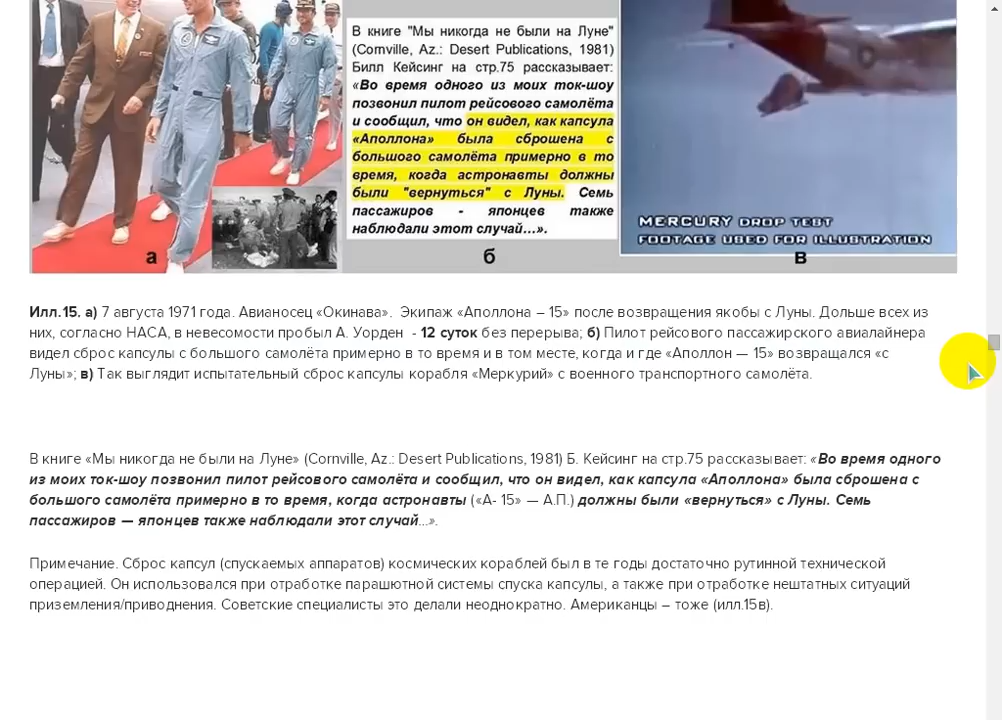 В книге "Мы никогда не были на Луне"
(Cornville, Az.: Desert Publications, 1981)
Билл Кейсинг на стр.75 рассказывает:
«Во время одного из моих ток-шоу
позвонил пилот рейсового самолёта
и сообщил, что он видел, как капсула
«Аполлона» была сброшена с
большого самолёта примерно в то
время, когда астронавты должны
были "вернуться" с Луны. Семь
пассажиров - японцев также
наблюдали этот случай...».
MERCURY DROP TEST
FOOTAGE USED FOR ILLUSTRATION
а
б
в
Илл.15. а) 7 августа 1971 года. Авианосец «Окинава». Экипаж «Аполлона – 15» после возвращения якобы с Луны. Дольше всех из
них, согласно НАСА, в невесомости пробыл А. Уорден - 12 суток без перерыва; б) Пилот рейсового пассажирского авиалайнера
видел сброс капсулы с большого самолёта примерно в то время и в том месте, когда и где «Аполлон — 15» возвращался «с
Луны»; в) Так выглядит испытательный сброс капсулы корабля «Меркурий» с военного транспортного самолёта.
В книге «Мы никогда не были на Луне» (Cornville, Az.: Desert Publications, 1981) Б. Кейсинг на стр.75 рассказывает: «Во время одного
из моих ток-шоу позвонил пилот рейсового самолёта и сообщил, что он видел, как капсула «Аполлона» была сброшена с
большого самолёта примерно в то время, когда астронавты («А- 15» — А.П.) должны были «вернуться» с Луны. Семь
пассажиров — японцев также наблюдали этот случай…».
Примечание. Сброс капсул (спускаемых аппаратов) космических кораблей был в те годы достаточно рутинной технической
операцией. Он использовался при отработке парашютной системы спуска капсулы, а также при отработке нештатных ситуаций
приземления/приводнения. Советские специалисты это делали неоднократно. Американцы – тоже (илл.15в).